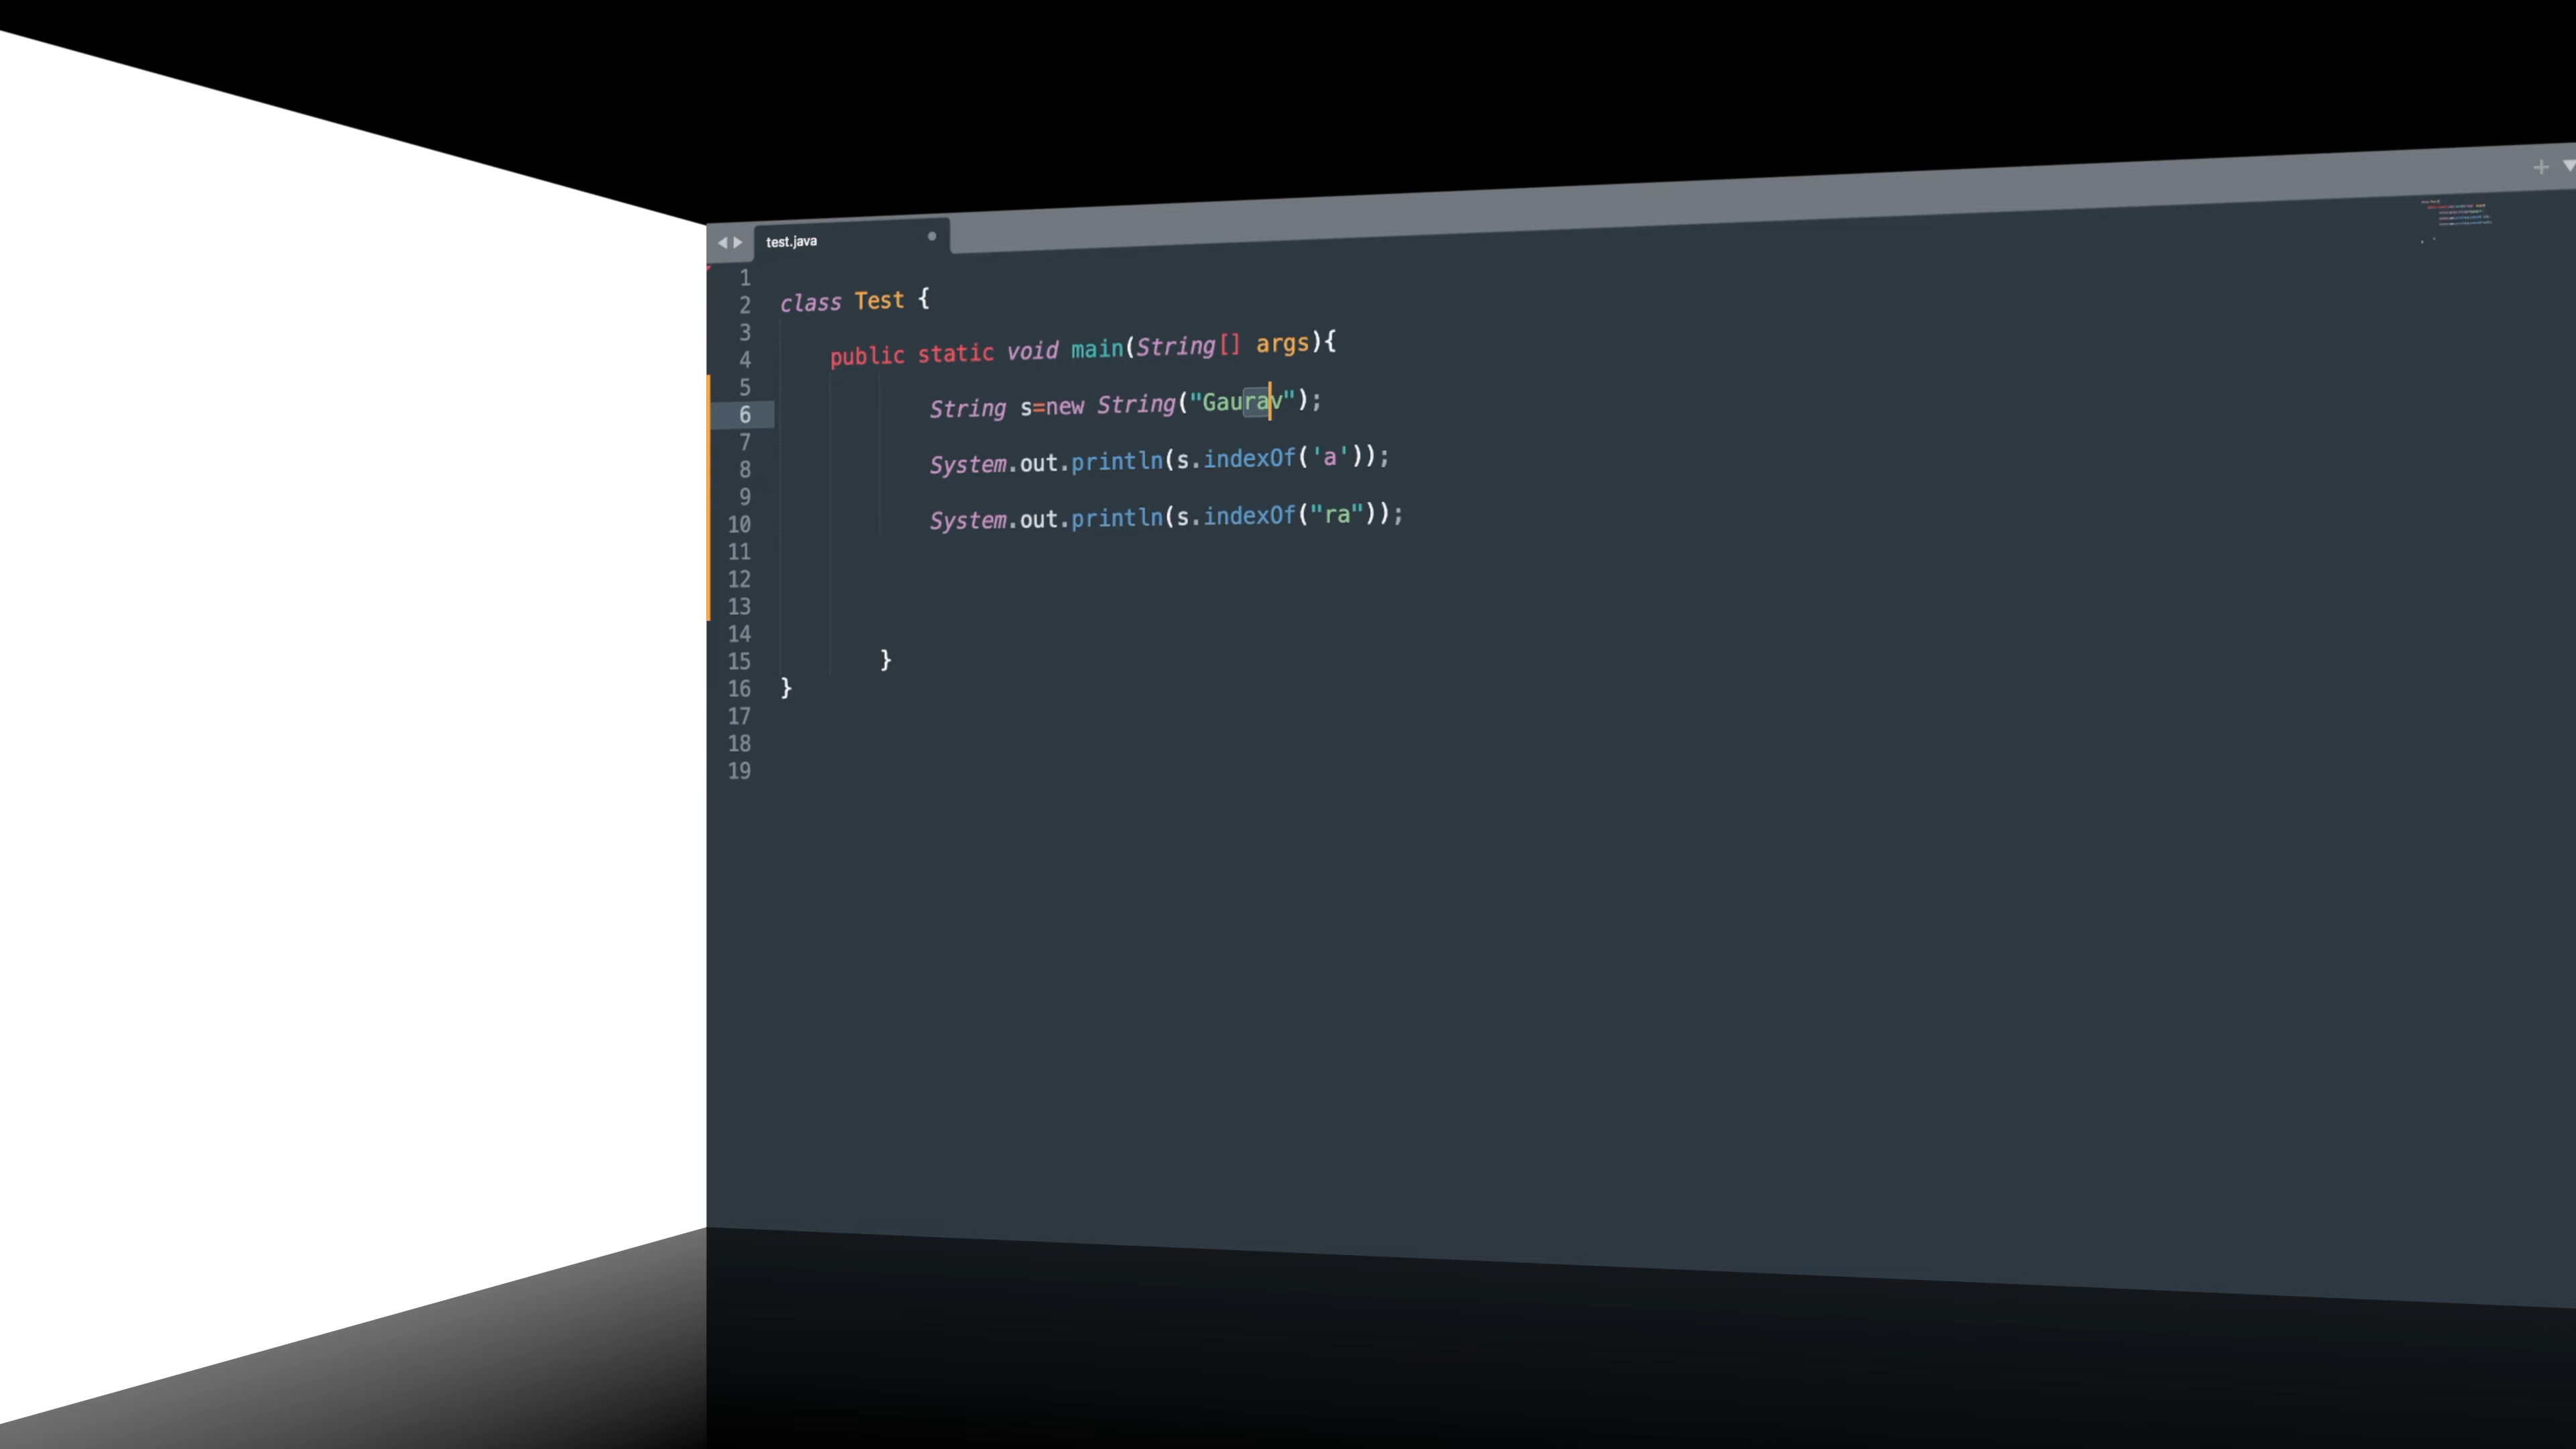 test.java
1
2 class Test {
3
4 public static void main(String[] args){
5
6 String s=new String("Gaurav");
7
8 System.out.println(s.indexOf('a'));
9
10 System.out.println(s.indexOf("ra"));
11
12
13
14
15 }
16 }
17
18
19